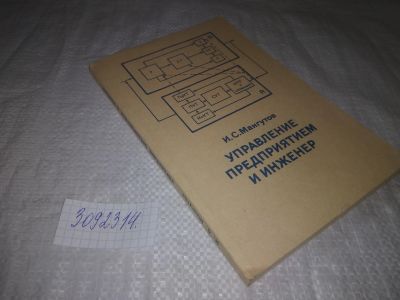 И.С.Мангутов
УПРАВЛЕНИЕ
ПРЕДПРИЯТИЕМ
И ИНЖЕНЕР
3092314.